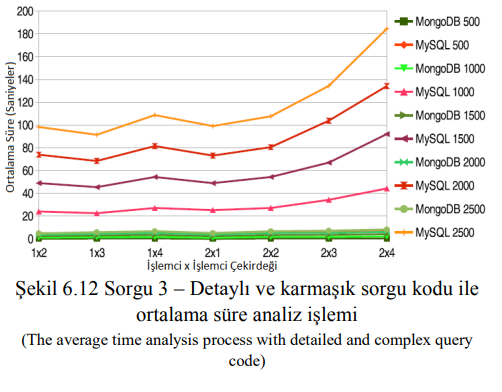 200
180
160
140
120
100
80
60
40
20
0
Ortalama Süre (Saniyeler)
1x2 1x3 1x4 2x2 2x2 2x3 2x4
İşlemci x İşlemci Çekirdeği
MongoDB 500
MySQL 500
MongoDB 1000
MySQL 1000
MongoDB 1500
MySQL 1500
MongoDB 2000
MySQL 2000
MongoDB 2500
MySQL 2500
Şekil 6.12 Sorgu 3 – Detaylı ve karmaşık sorgu kodu ile
ortalama süre analiz işlemi
(The average time analysis process with detailed and complex query
code)